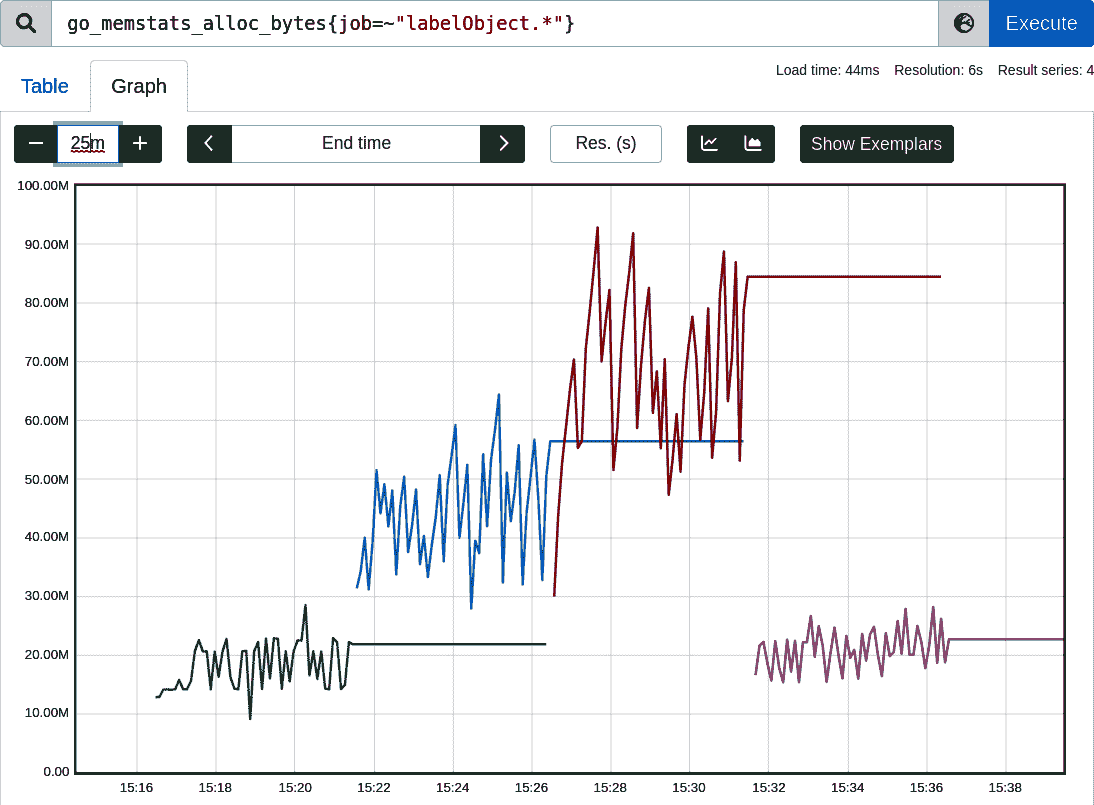 go_memstats_alloc_bytes{job=~"labelObject.*"}
Execute
Load time: 44ms Resolution: 6s Result series: 4
Table
Graph
− 25m +
End time
Res. (s)
Show Exemplars
100.00M
90.00M
80.00M
70.00M
60.00M
50.00M
40.00M
30.00M
20.00M
10.00M
0.00
15:16 15:18 15:20 15:22 15:24 15:26 15:28 15:30 15:32 15:34 15:36 15:38